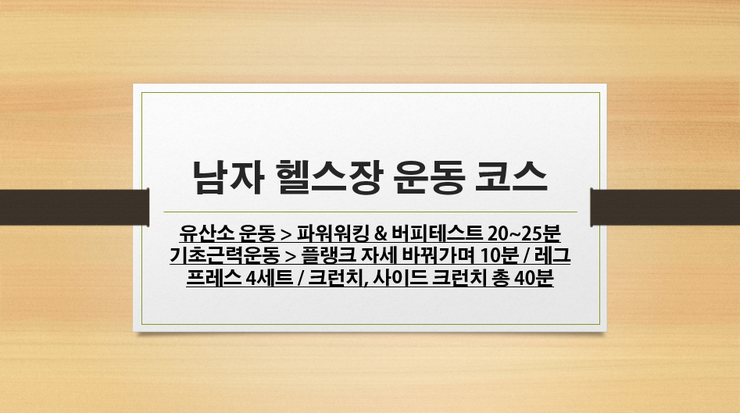 남자 헬스장 운동 코스
유산소 운동 > 파워워킹 & 버피테스트 20~25분
기초근력운동 > 플랭크 자세 바꿔가며 10분 / 레그
프레스 4세트 / 크런치, 사이드 크런치 총 40분